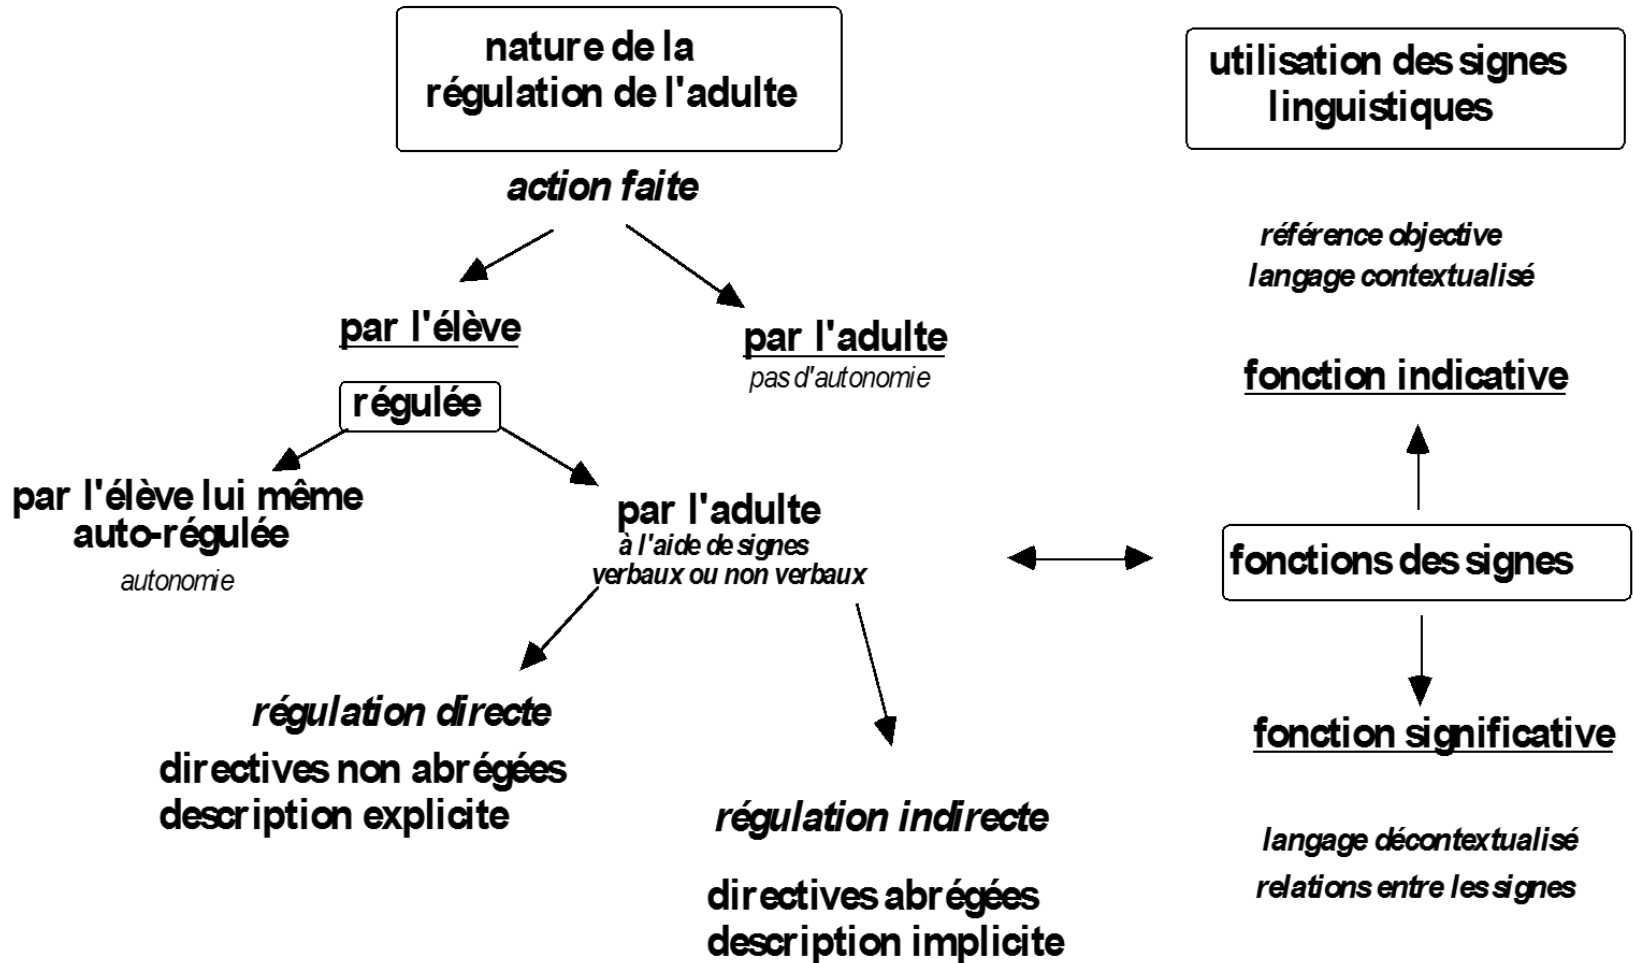 nature de la
régulation de l'adulte
action faite
par l'élève
régulée
par l'adulte
pas d'autonomie
par l'élève lui même
auto-régulée
autonomie
par l'adulte
à l'aide de signes
verbaux ou non verbaux
régulation directe
directives non abrégées
description explicite
régulation indirecte
directives abrégées
description implicite
utilisation des signes
linguistiques
référence objective
langage contextualisé
fonction indicative
fonctions des signes
fonction significative
langage décontextualisé
relations entre les signes